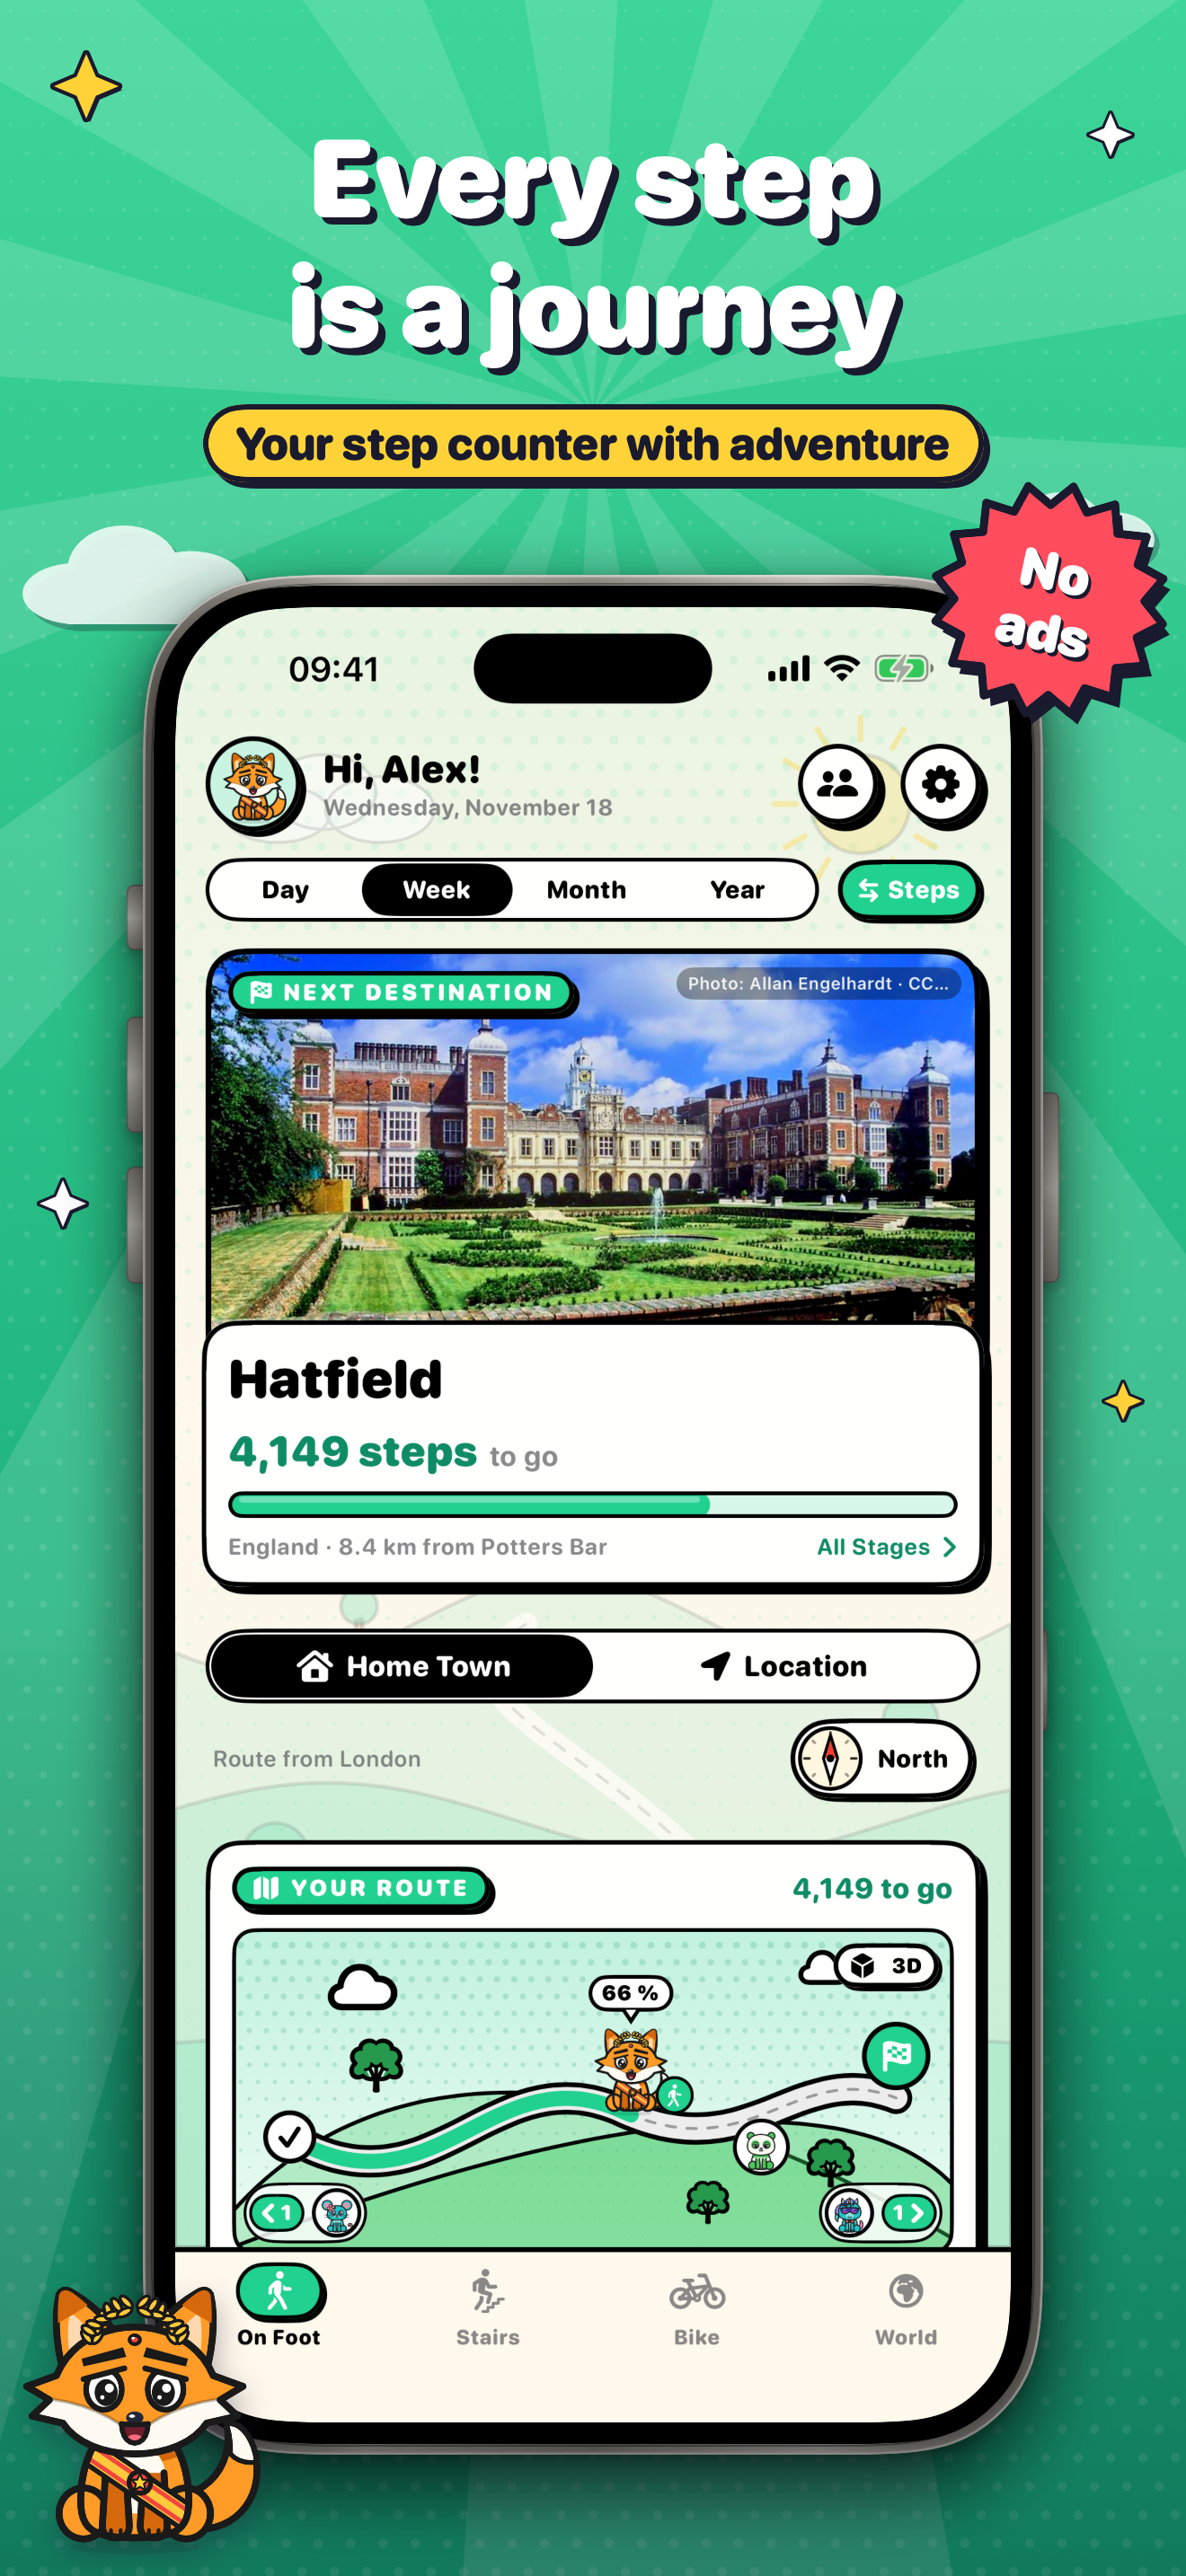 Every step
is a journey
Your step counter with adventure
No
ads
09:41
Hi, Alex!
Wednesday, November 18
Day Week Month Year Steps
NEXT DESTINATION
Photo: Allan Engelhardt · CC...
Hatfield
4,149 steps to go
England · 8.4 km from Potters Bar All Stages
Home Town Location
Route from London
North
YOUR ROUTE 4,149 to go
3D
66 %
1 1
On Foot Stairs Bike World